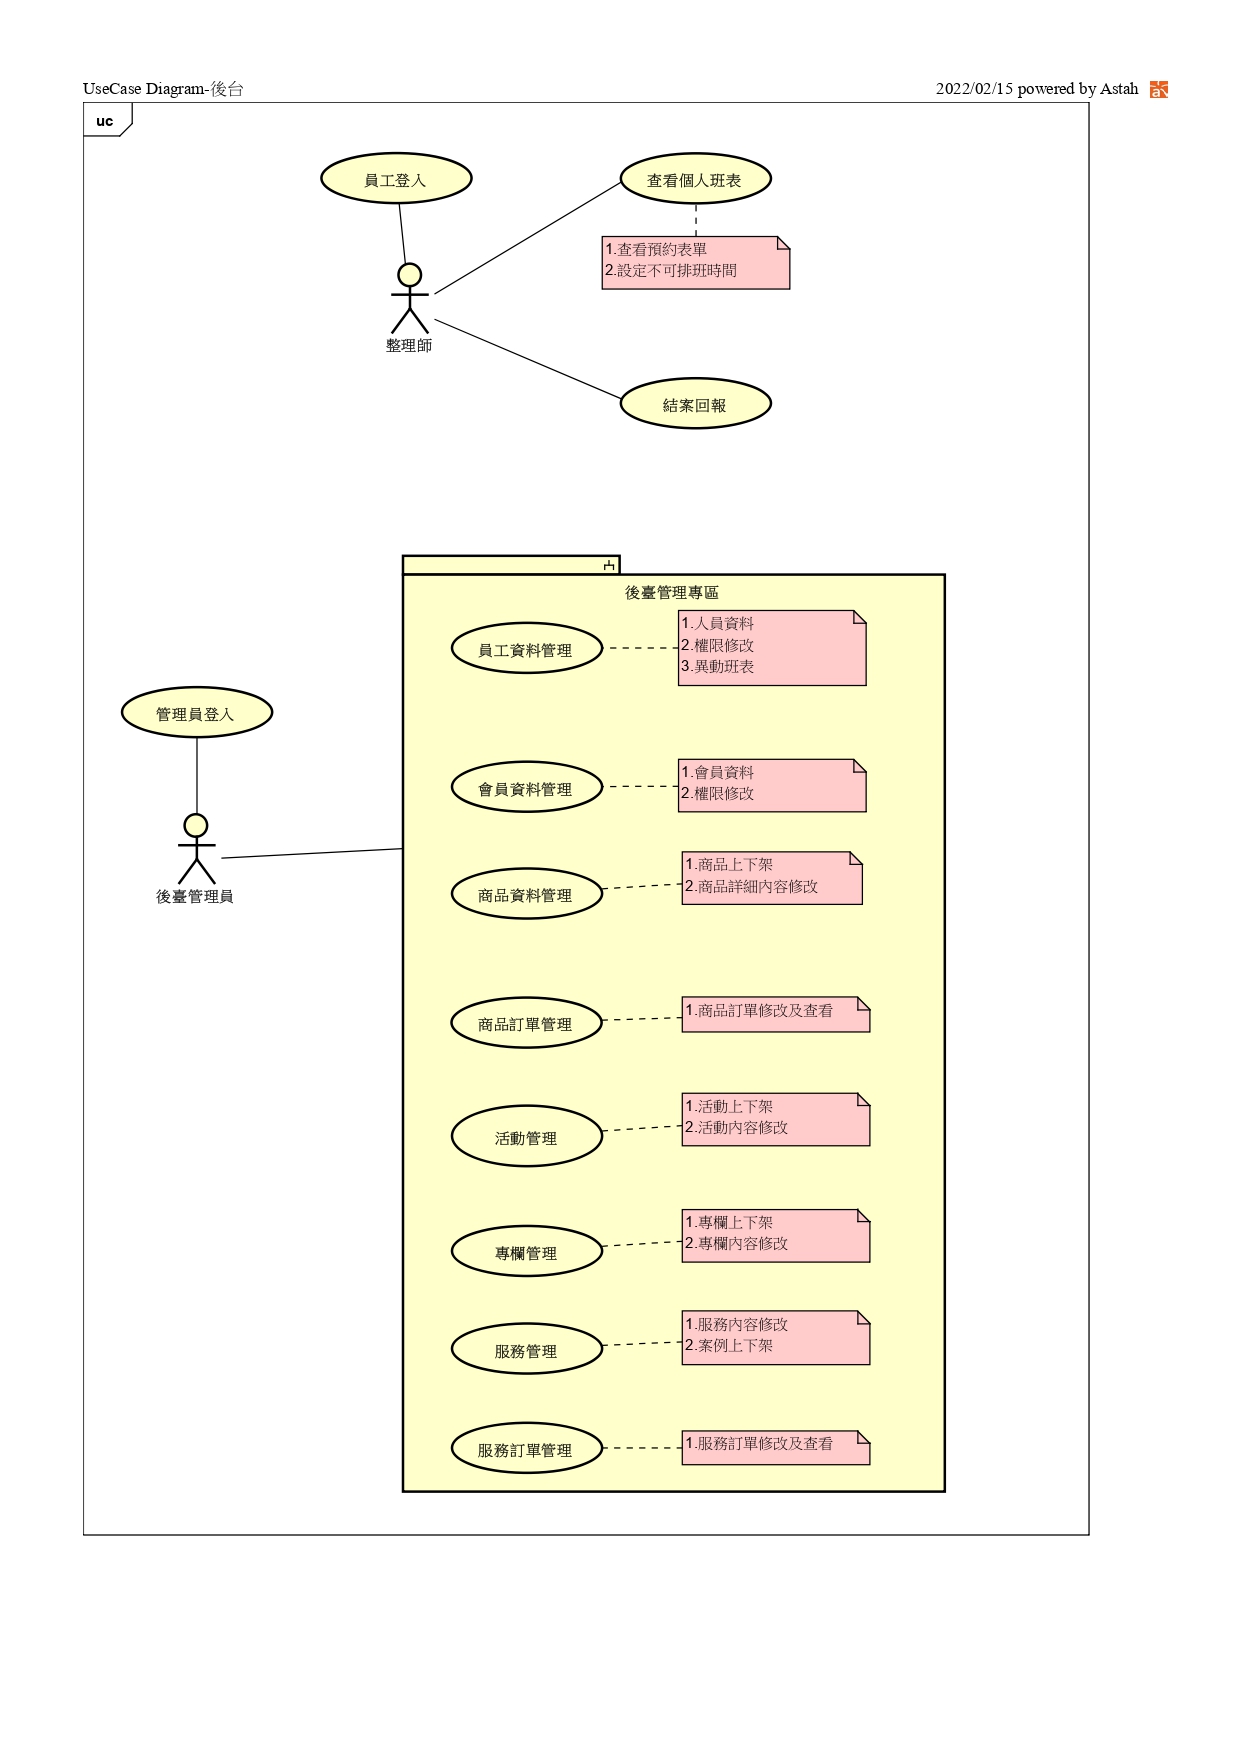 UseCase Diagram-後台
2022/02/15 powered by Astah
uc
員工登入
查看個人班表
1.查看預約表單
2.設定不可排班時間
整理師
結案回報
後臺管理專區
員工資料管理
1.人員資料
2.權限修改
3.異動班表
管理員登入
會員資料管理
1.會員資料
2.權限修改
後臺管理員
商品資料管理
1.商品上下架
2.商品詳細內容修改
商品訂單管理
1.商品訂單修改及查看
活動管理
1.活動上下架
2.活動內容修改
專欄管理
1.專欄上下架
2.專欄內容修改
服務管理
1.服務內容修改
2.案例上下架
服務訂單管理
1.服務訂單修改及查看